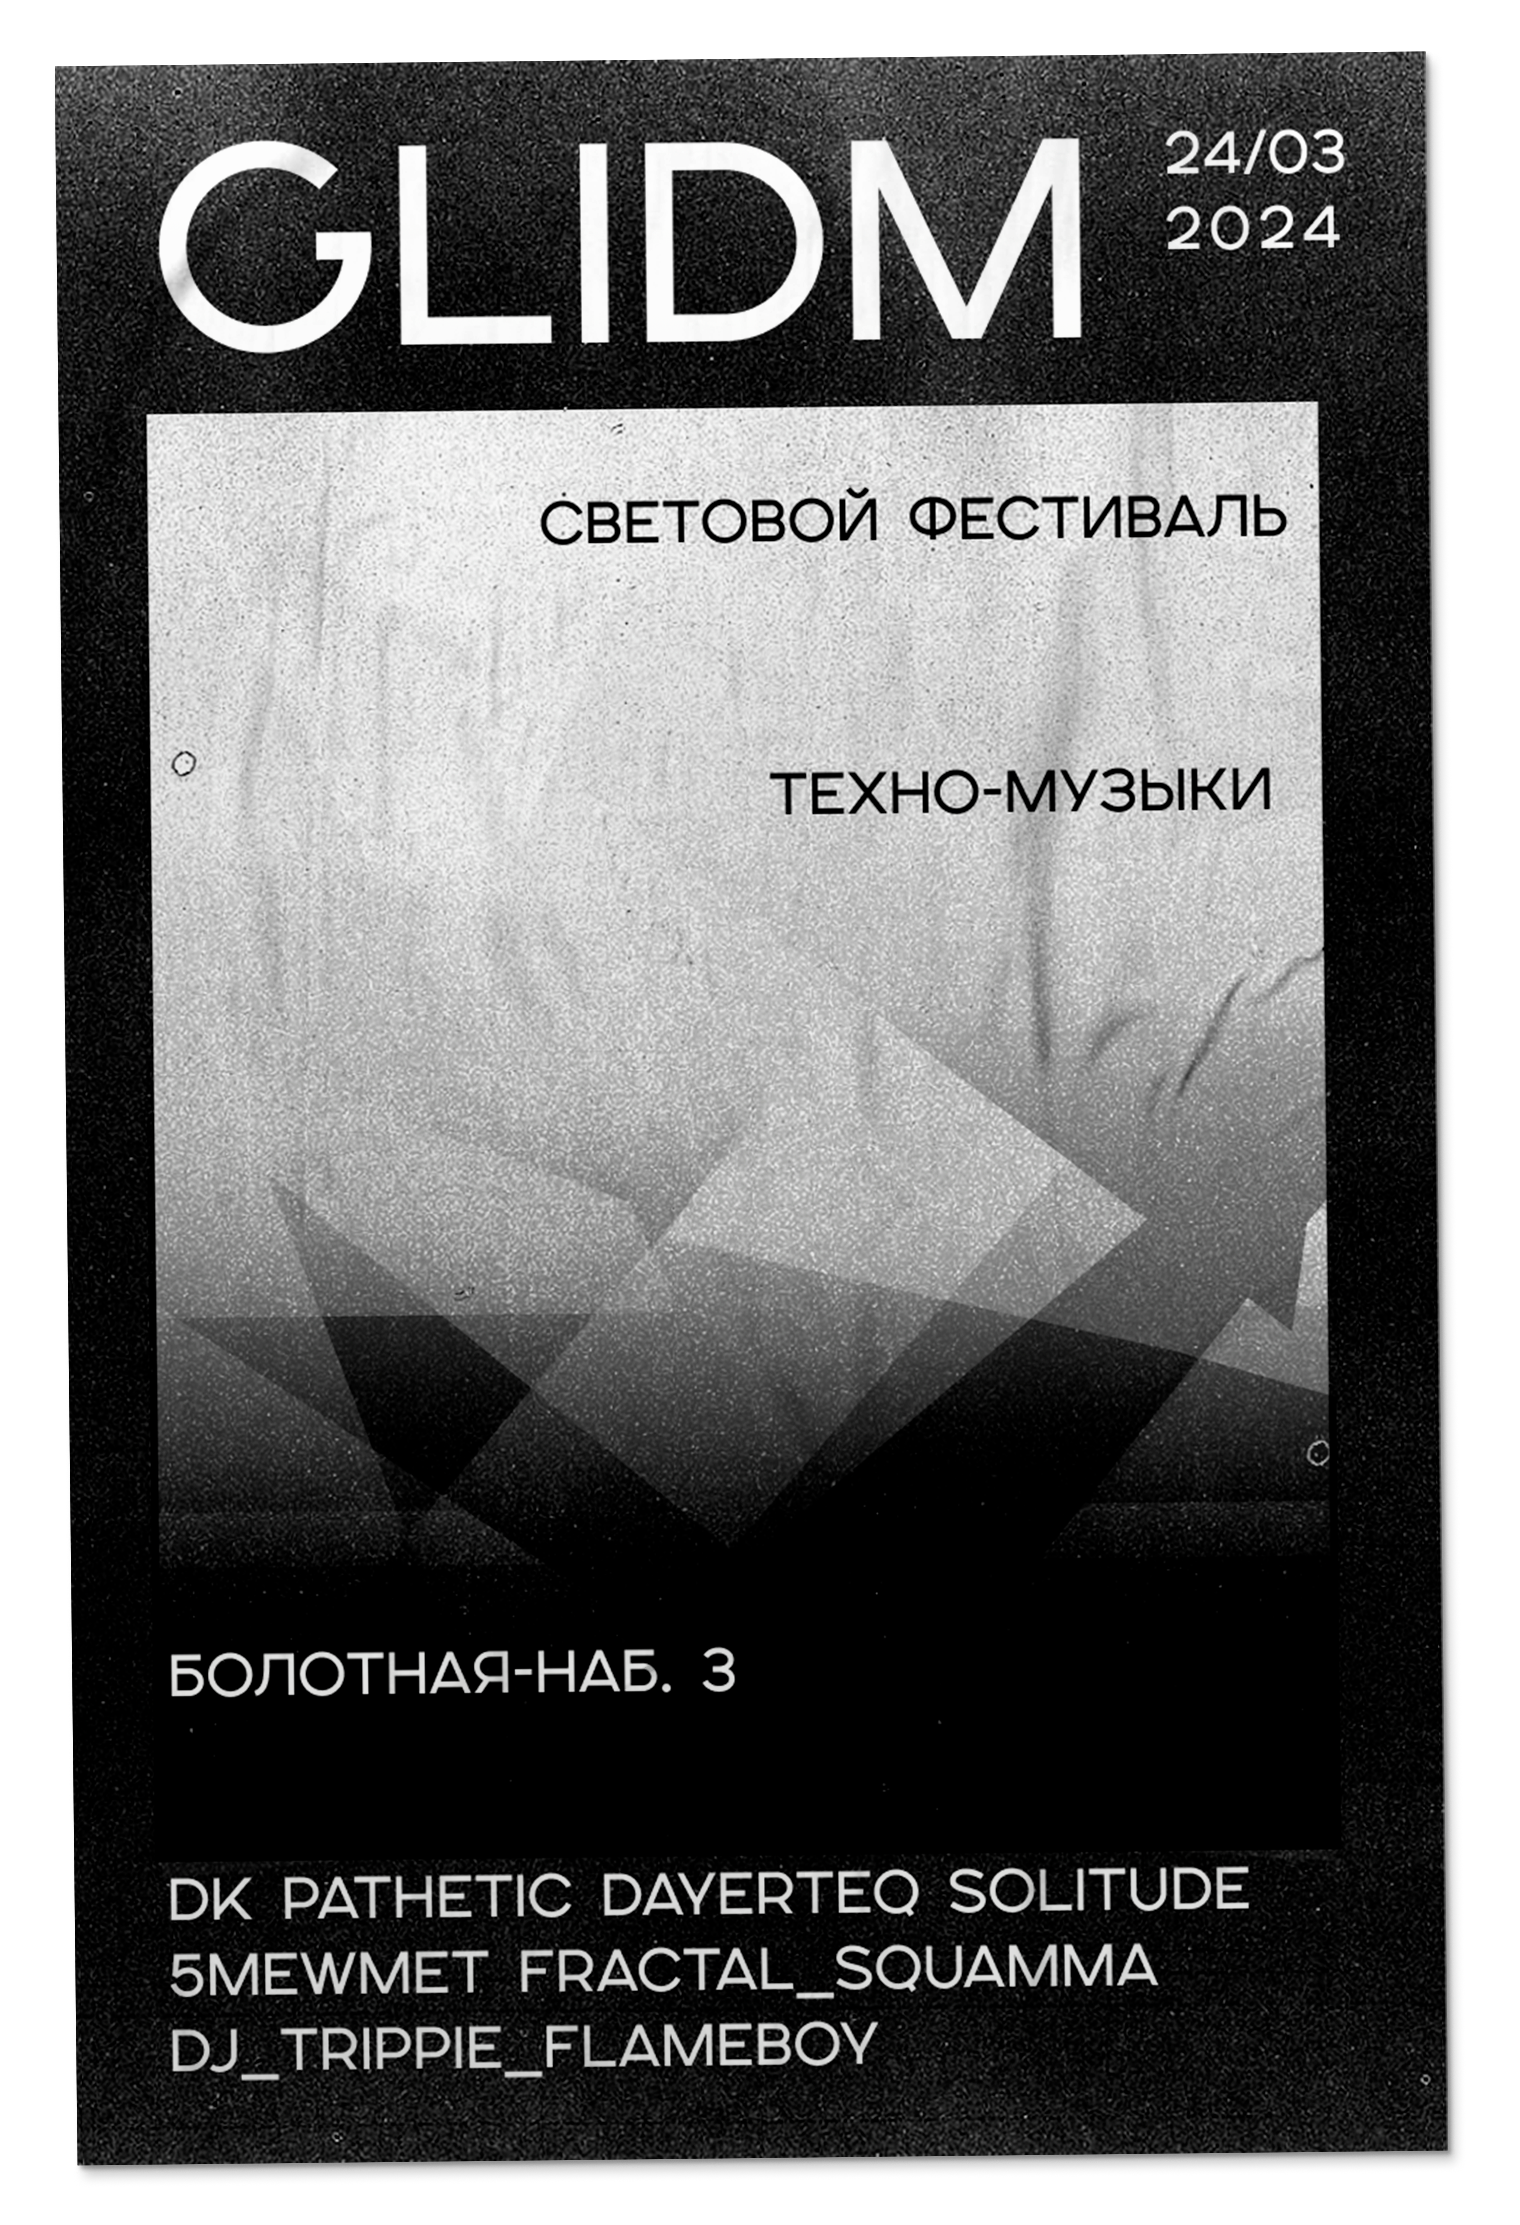 GLIDM
24/03
2024
СВЕТОВОЙ ФЕСТИВАЛЬ
ТЕХНО-МУЗЫКИ
БОЛОТНАЯ-НАБ. 3
DK PATHETIC DAYERTEQ SOLITUDE
5MEWMET FRACTAL_SQUAMMA
DJ_TRIPPIE_FLAMEBOY